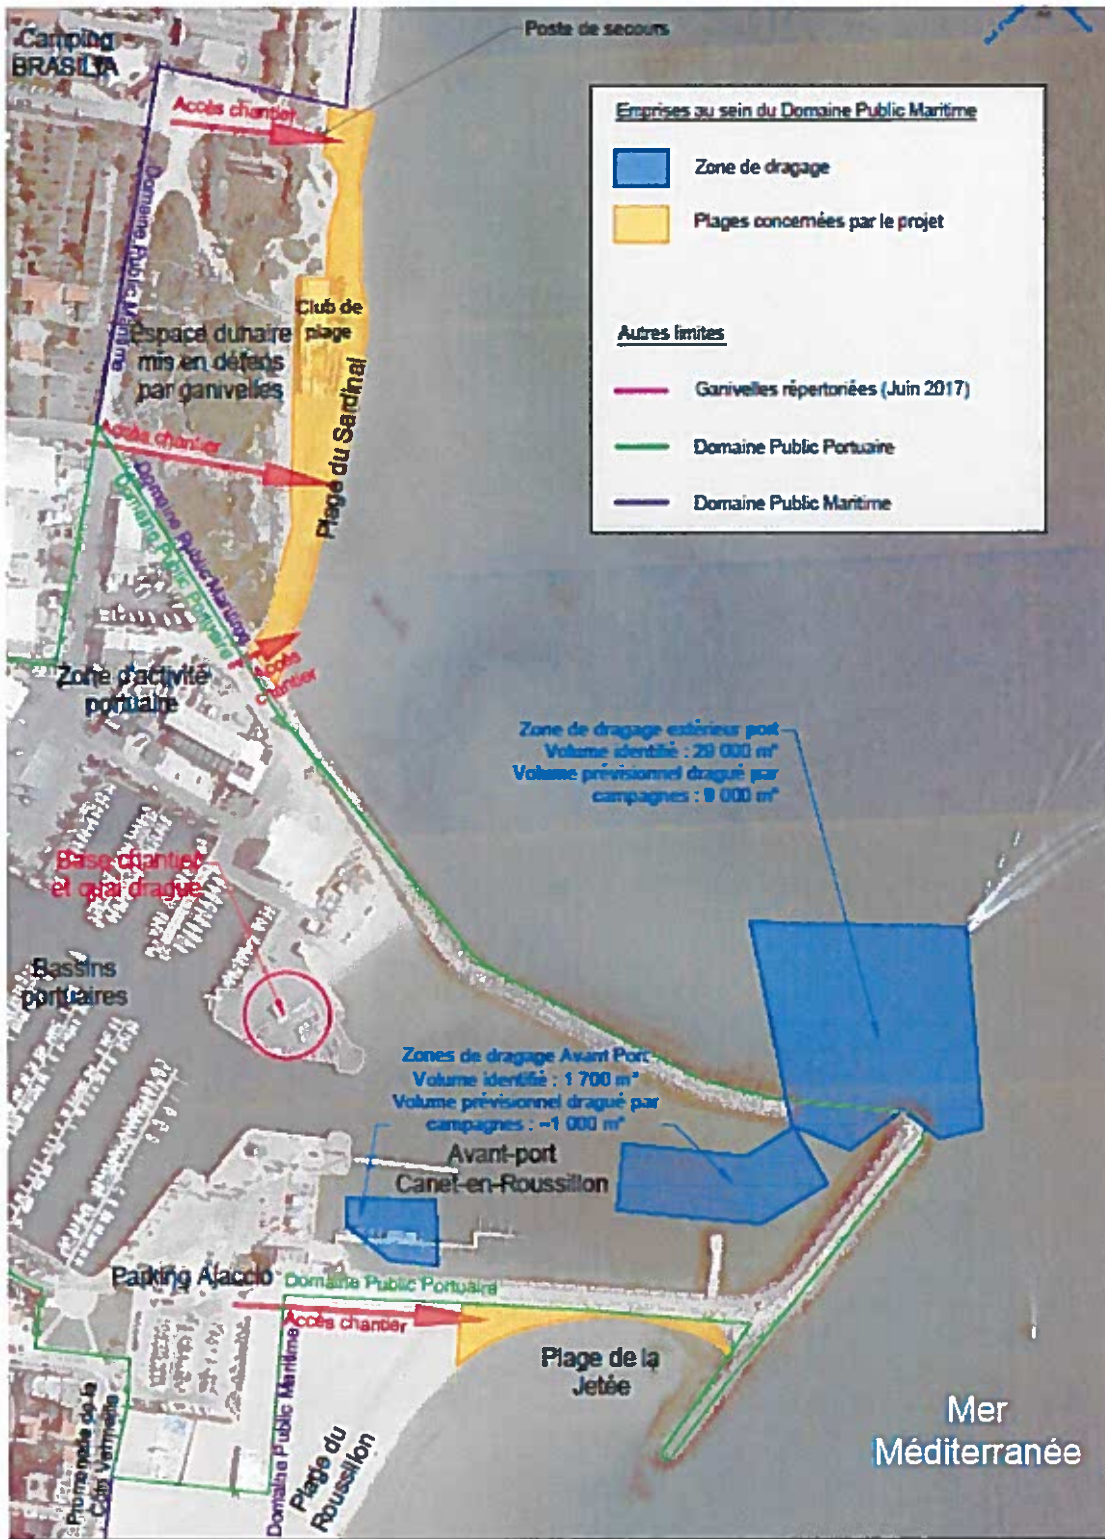 Camping
BRASILIA
Poste de secours
Accès chantier
Emprises au sein du Domaine Public Maritime
Zone de dragage
Plages concernées par le projet
Autres limites
Ganivelles répertoriées (Juin 2017)
Domaine Public Portuaire
Domaine Public Maritime
Domaine Public Maritime
Club de
plage
Espace dunaire
mis en défens
par ganivelles
Plage du Sardinal
Accès chantier
Domaine Public Maritime
Domaine Public Portuaire
Accès
chantier
Zone d'activité
portuaire
Zone de dragage extérieur port
Volume identifié : 29 000 m³
Volume prévisionnel dragué par
campagnes : 9 000 m³
Base chantier
et quai drague
Bassins
portuaires
Zones de dragage Avant Port
Volume identifié : 1 700 m³
Volume prévisionnel dragué par
campagnes : ~1 000 m³
Avant-port
Canet-en-Roussillon
Parking Ajaccio
Domaine Public Portuaire
Accès chantier
Plage de la
Jetée
Domaine Public Maritime
Plage du
Roussillon
Promenade de la
Côte Vermeille
Mer
Méditerranée